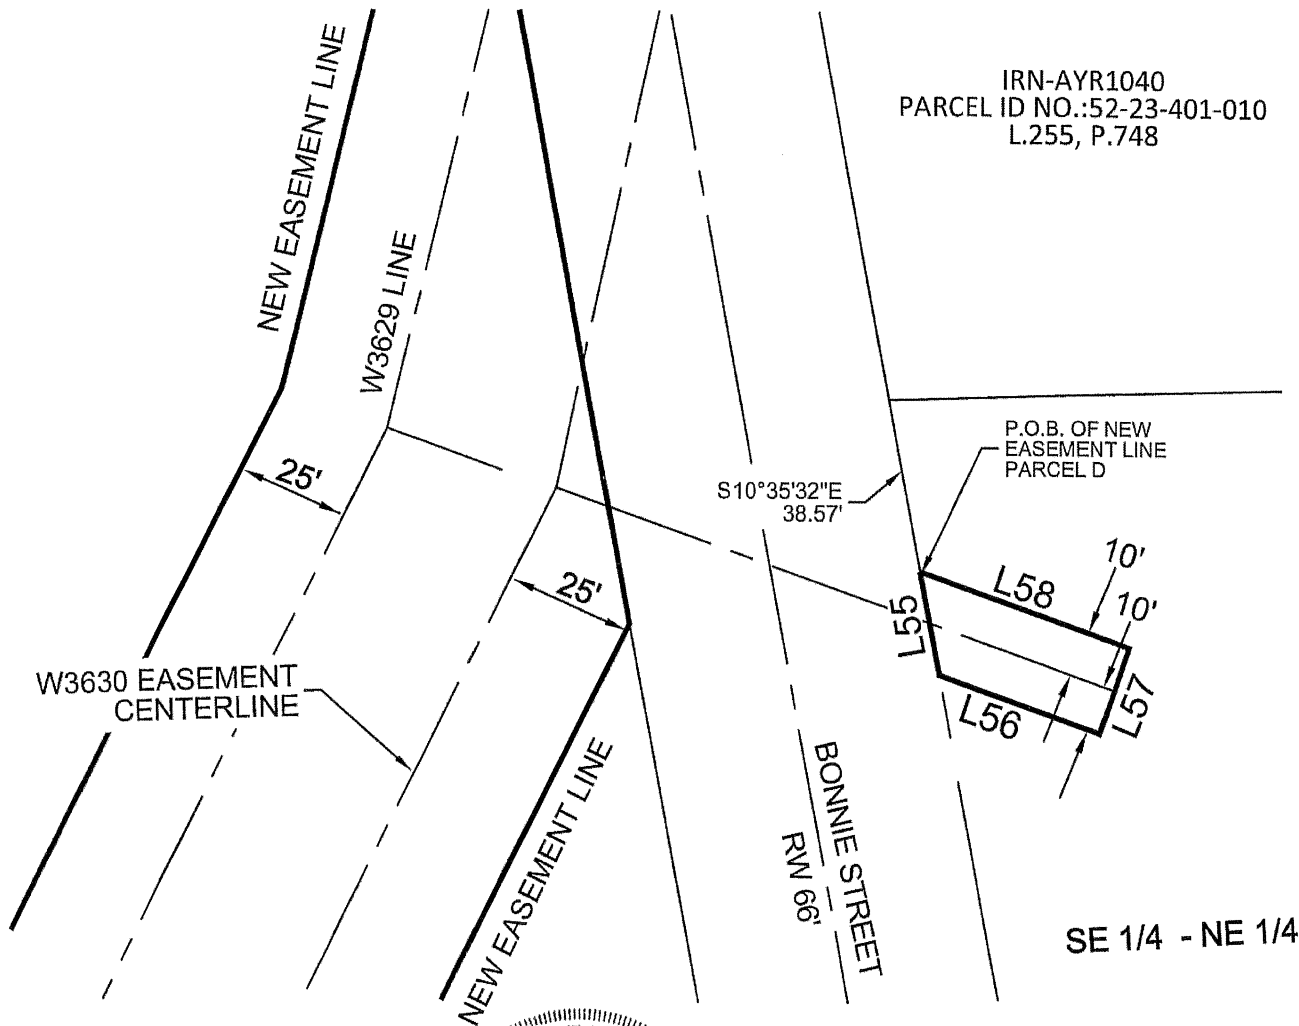 IRN-AYR1040
PARCEL ID NO.:52-23-401-010
L.255, P.748
NEW EASEMENT LINE
W3629 LINE
P.O.B. OF NEW
EASEMENT LINE
PARCEL D
25'
S10°35'32"E
38.57'
10'
L58
10'
25'
L55
W3630 EASEMENT
CENTERLINE
L57
L56
NEW EASEMENT LINE
BONNIE STREET
RW 66'
SE 1/4 - NE 1/4